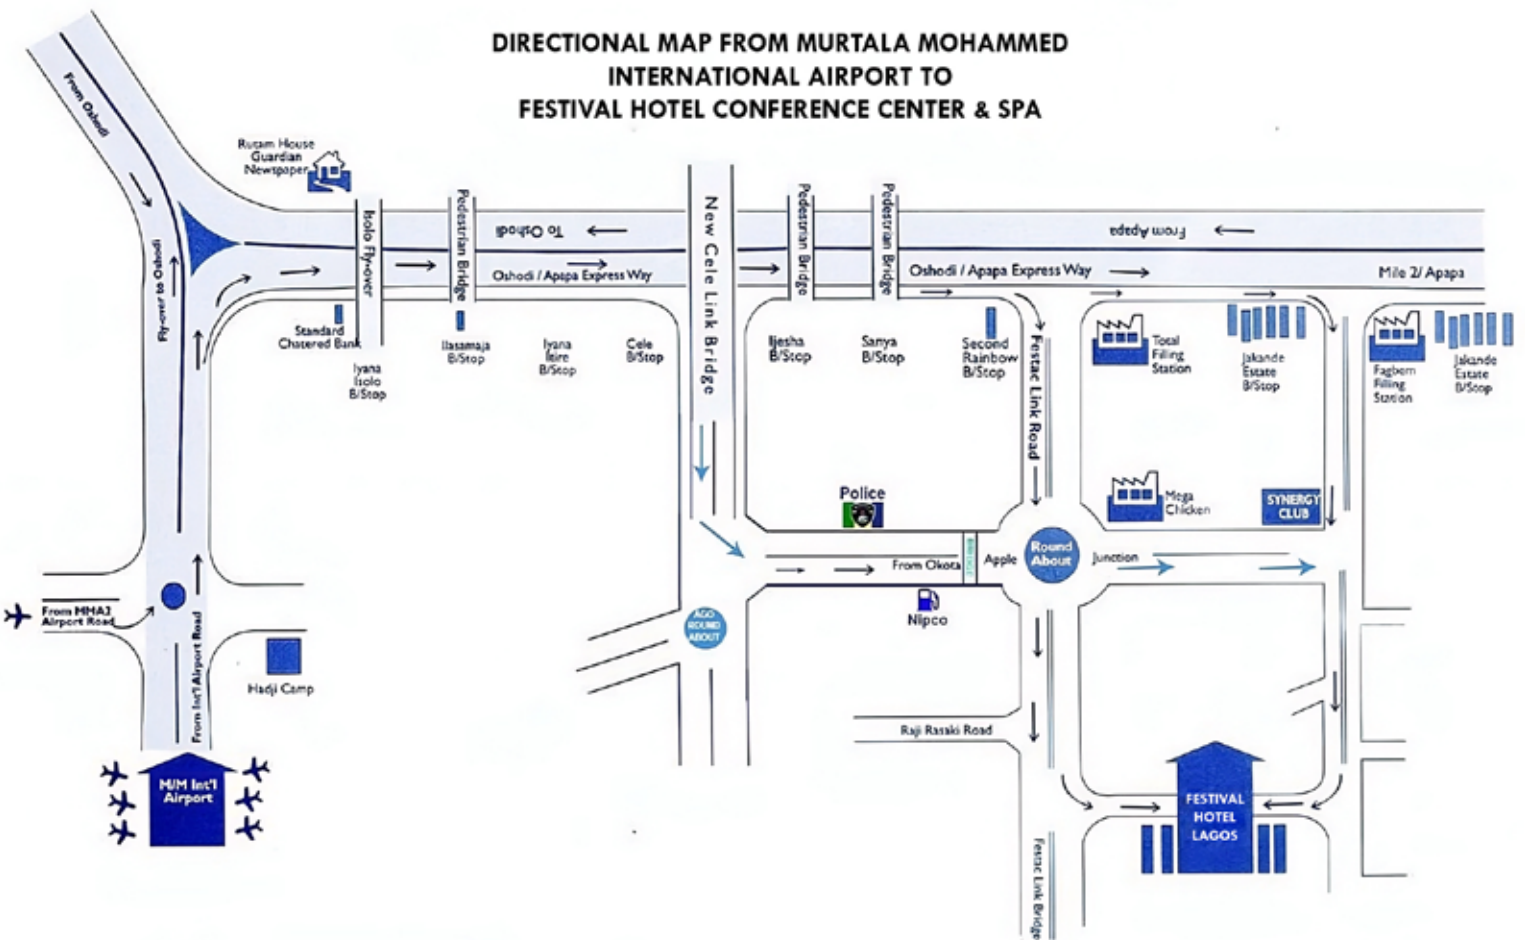 DIRECTIONAL MAP FROM MURTALA MOHAMMED
INTERNATIONAL AIRPORT TO
FESTIVAL HOTEL CONFERENCE CENTER & SPA
From Oshodi
Rutam House
Guardian
Newspaper
Fly-over to Oshodi
Isolo Fly-over
Pedestrian Bridge
To Oshodi
Oshodi / Apapa Express Way
New Cele Link Bridge
Pedestrian Bridge
Pedestrian Bridge
From Apapa
Oshodi / Apapa Express Way
Mile 2/ Apapa
Standard
Chatered Bank
Iyana
Isolo
B/Stop
Ilasamaja
B/Stop
Iyana
Itire
B/Stop
Cele
B/Stop
Ijesha
B/Stop
Sanya
B/Stop
Second
Rainbow
B/Stop
Festac Link Road
Total
Filling
Station
Jakande
Estate
B/Stop
Fagbem
Filling
Station
Jakande
Estate
B/Stop
Police
Mega
Chicken
SYNERGY
CLUB
From Okota
BRIDGE
Apple
Round
About
Junction
Nipco
From MMA2
Airport Road
From Int'l Airport Road
Hadji Camp
AGO
ROUND
ABOUT
Raji Rasaki Road
M/M Int'l
Airport
FESTIVAL
HOTEL
LAGOS
Festac Link Bridge